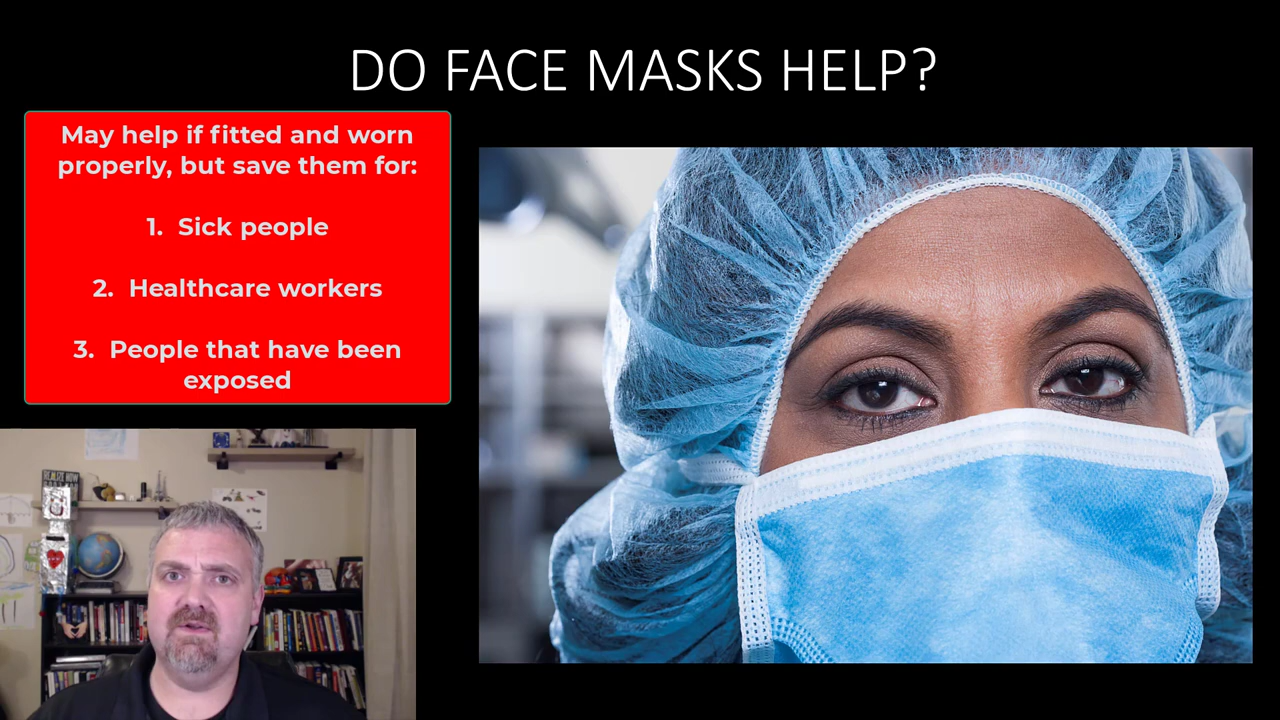 DO FACE MASKS HELP?
May help if fitted and worn
properly, but save them for:
1. Sick people
2. Healthcare workers
3. People that have been
exposed